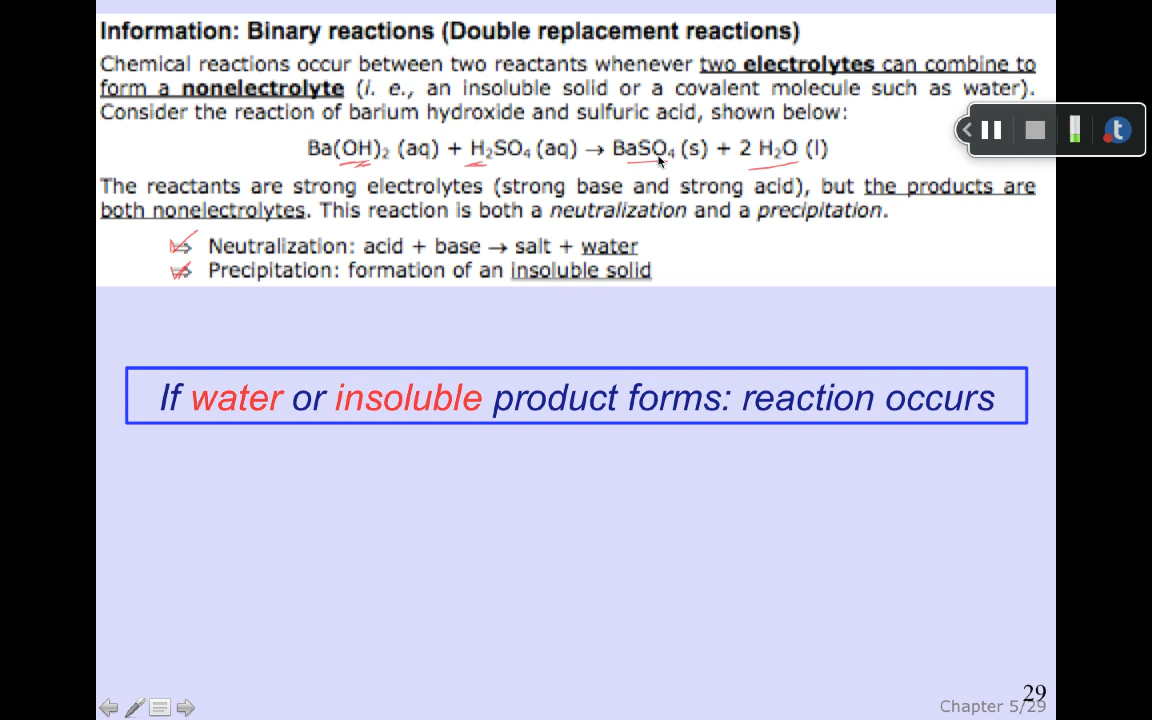 Information: Binary reactions (Double replacement reactions)
Chemical reactions occur between two reactants whenever two electrolytes can combine to
form a nonelectrolyte (i. e., an insoluble solid or a covalent molecule such as water).
Consider the reaction of barium hydroxide and sulfuric acid, shown below:
Ba(OH)₂ (aq) + H₂SO₄ (aq) → BaSO₄ (s) + 2 H₂O (l)
The reactants are strong electrolytes (strong base and strong acid), but the products are
both nonelectrolytes. This reaction is both a neutralization and a precipitation.
⇨ Neutralization: acid + base → salt + water
⇨ Precipitation: formation of an insoluble solid
t
If water or insoluble product forms: reaction occurs
29
Chapter 5/29